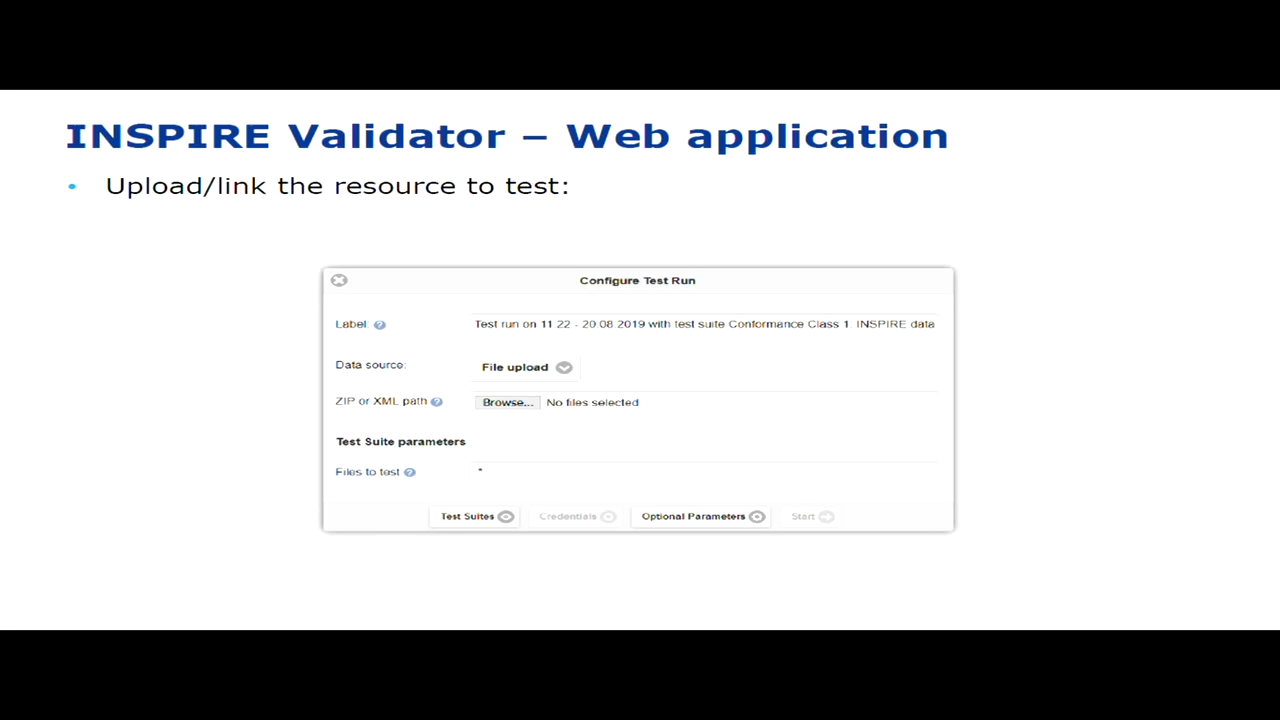 INSPIRE Validator – Web application
• Upload/link the resource to test:
Configure Test Run
Label: Test run on 11:22 - 20.08.2019 with test suite Conformance Class 1: INSPIRE data
Data source: File upload
ZIP or XML path Browse... No files selected
Test Suite parameters
Files to test *
Test Suites Credentials Optional Parameters Start